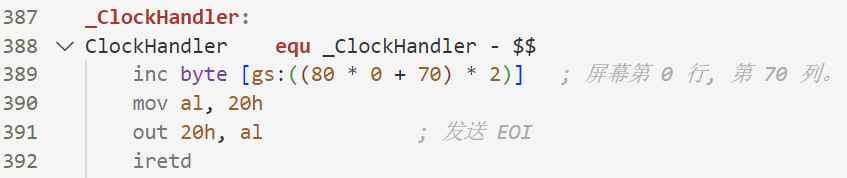 387 _ClockHandler:
388 ClockHandler    equ _ClockHandler - $$
389     inc byte [gs:((80 * 0 + 70) * 2)]   ; 屏幕第 0 行, 第 70 列。
390     mov al, 20h
391     out 20h, al             ; 发送 EOI
392     iretd